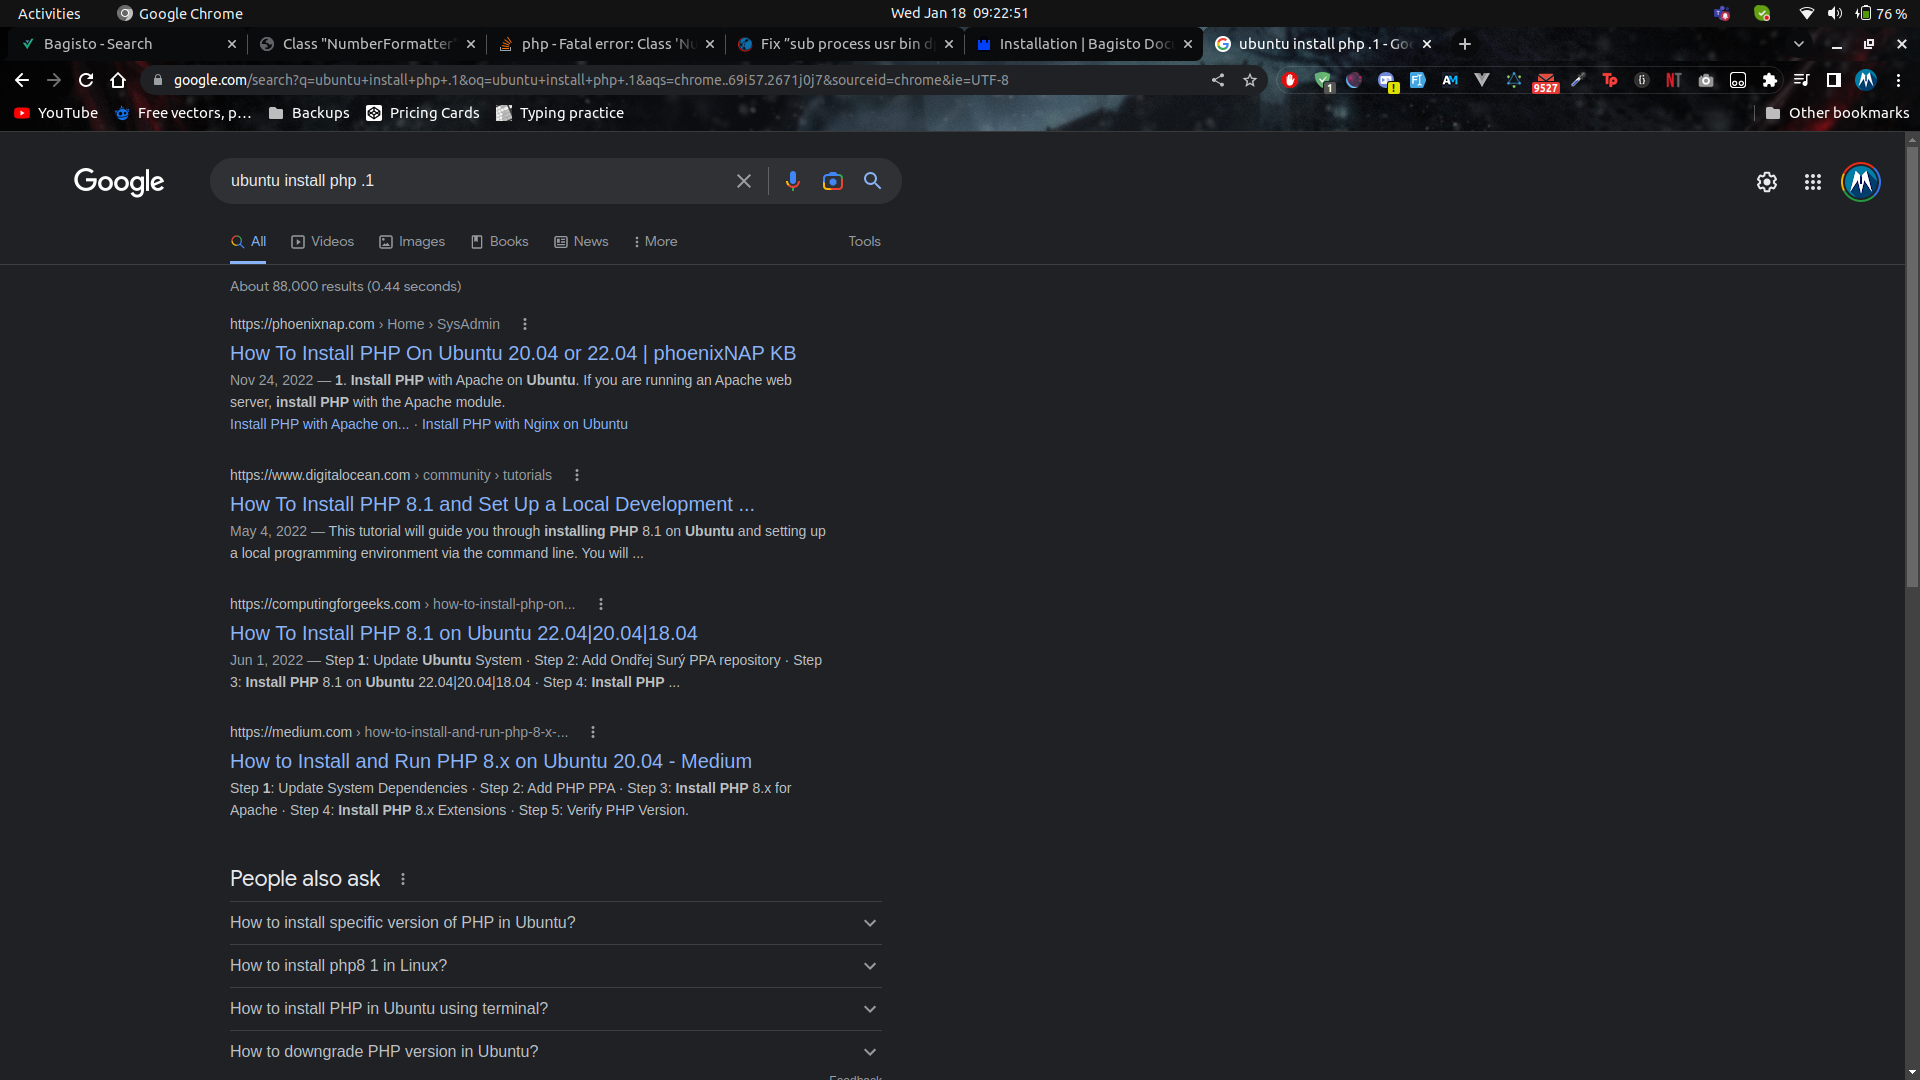 Activities Google Chrome Wed Jan 18 09:22:51 76 %
Bagisto - Search Class "NumberFormatter" php - Fatal error: Class 'Nu Fix "sub process usr bin d Installation | Bagisto Doc ubuntu install php .1 - Go
google.com/search?q=ubuntu+install+php+.1&oq=ubuntu+install+php+.1&aqs=chrome..69i57.2671j0j7&sourceid=chrome&ie=UTF-8 1 ! AM 9527 Tp NT
YouTube Free vectors, p… Backups Pricing Cards Typing practice Other bookmarks
Google ubuntu install php .1
All Videos Images Books News More Tools
About 88,000 results (0.44 seconds)
https://phoenixnap.com › Home › SysAdmin
How To Install PHP On Ubuntu 20.04 or 22.04 | phoenixNAP KB
Nov 24, 2022 — 1. Install PHP with Apache on Ubuntu. If you are running an Apache web
server, install PHP with the Apache module.
Install PHP with Apache on... · Install PHP with Nginx on Ubuntu
https://www.digitalocean.com › community › tutorials
How To Install PHP 8.1 and Set Up a Local Development ...
May 4, 2022 — This tutorial will guide you through installing PHP 8.1 on Ubuntu and setting up
a local programming environment via the command line. You will ...
https://computingforgeeks.com › how-to-install-php-on...
How To Install PHP 8.1 on Ubuntu 22.04|20.04|18.04
Jun 1, 2022 — Step 1: Update Ubuntu System · Step 2: Add Ondřej Surý PPA repository · Step
3: Install PHP 8.1 on Ubuntu 22.04|20.04|18.04 · Step 4: Install PHP ...
https://medium.com › how-to-install-and-run-php-8-x-...
How to Install and Run PHP 8.x on Ubuntu 20.04 - Medium
Step 1: Update System Dependencies · Step 2: Add PHP PPA · Step 3: Install PHP 8.x for
Apache · Step 4: Install PHP 8.x Extensions · Step 5: Verify PHP Version.
People also ask
How to install specific version of PHP in Ubuntu?
How to install php8 1 in Linux?
How to install PHP in Ubuntu using terminal?
How to downgrade PHP version in Ubuntu?
Feedback